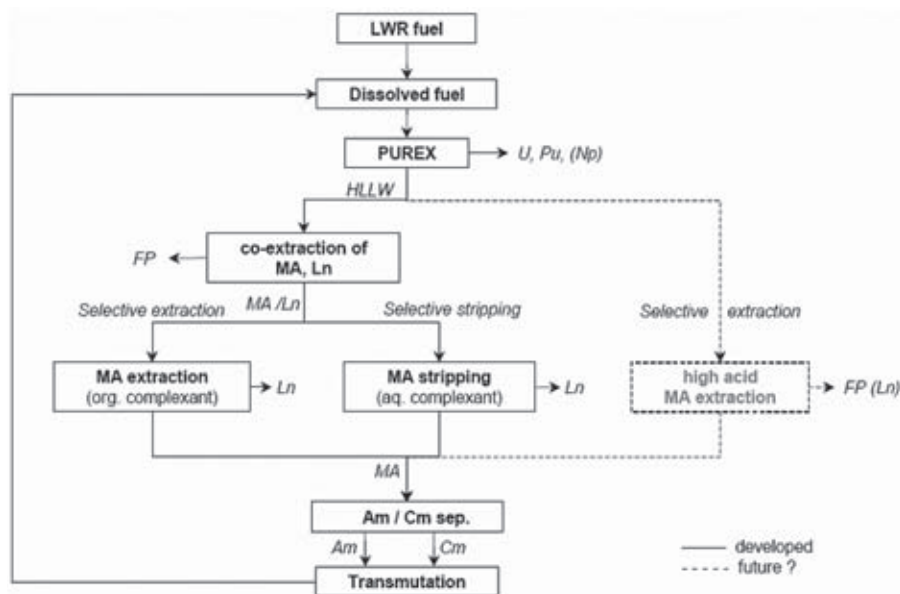 LWR fuel
Dissolved fuel
PUREX
U, Pu, (Np)
HLLW
co-extraction of
MA, Ln
FP
MA /Ln
Selective extraction
Selective stripping
Selective extraction
MA extraction
(org. complexant)
Ln
MA stripping
(aq. complexant)
Ln
high acid
MA extraction
FP (Ln)
MA
Am / Cm sep.
Am
Cm
Transmutation
developed
future ?